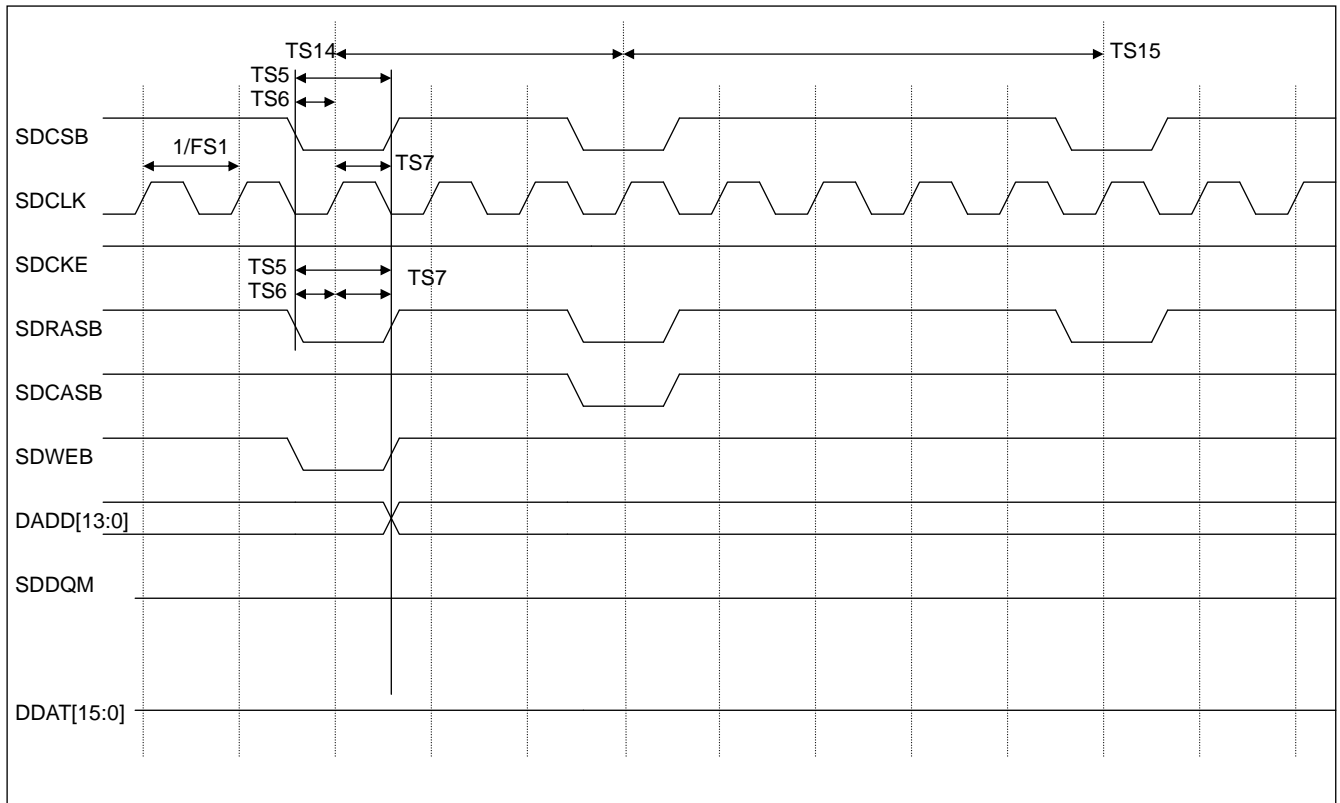 TS14
TS15
TS5
TS6
SDCSB
1/FS1
TS7
SDCLK
SDCKE
TS5
TS7
TS6
SDRASB
SDCASB
SDWEB
DADD[13:0]
SDDQM
DDAT[15:0]